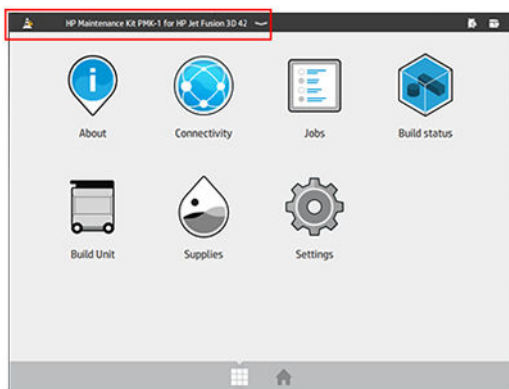 HP Maintenance Kit PMK-1 for HP Jet Fusion 3D 42
About
Connectivity
Jobs
Build status
Build Unit
Supplies
Settings